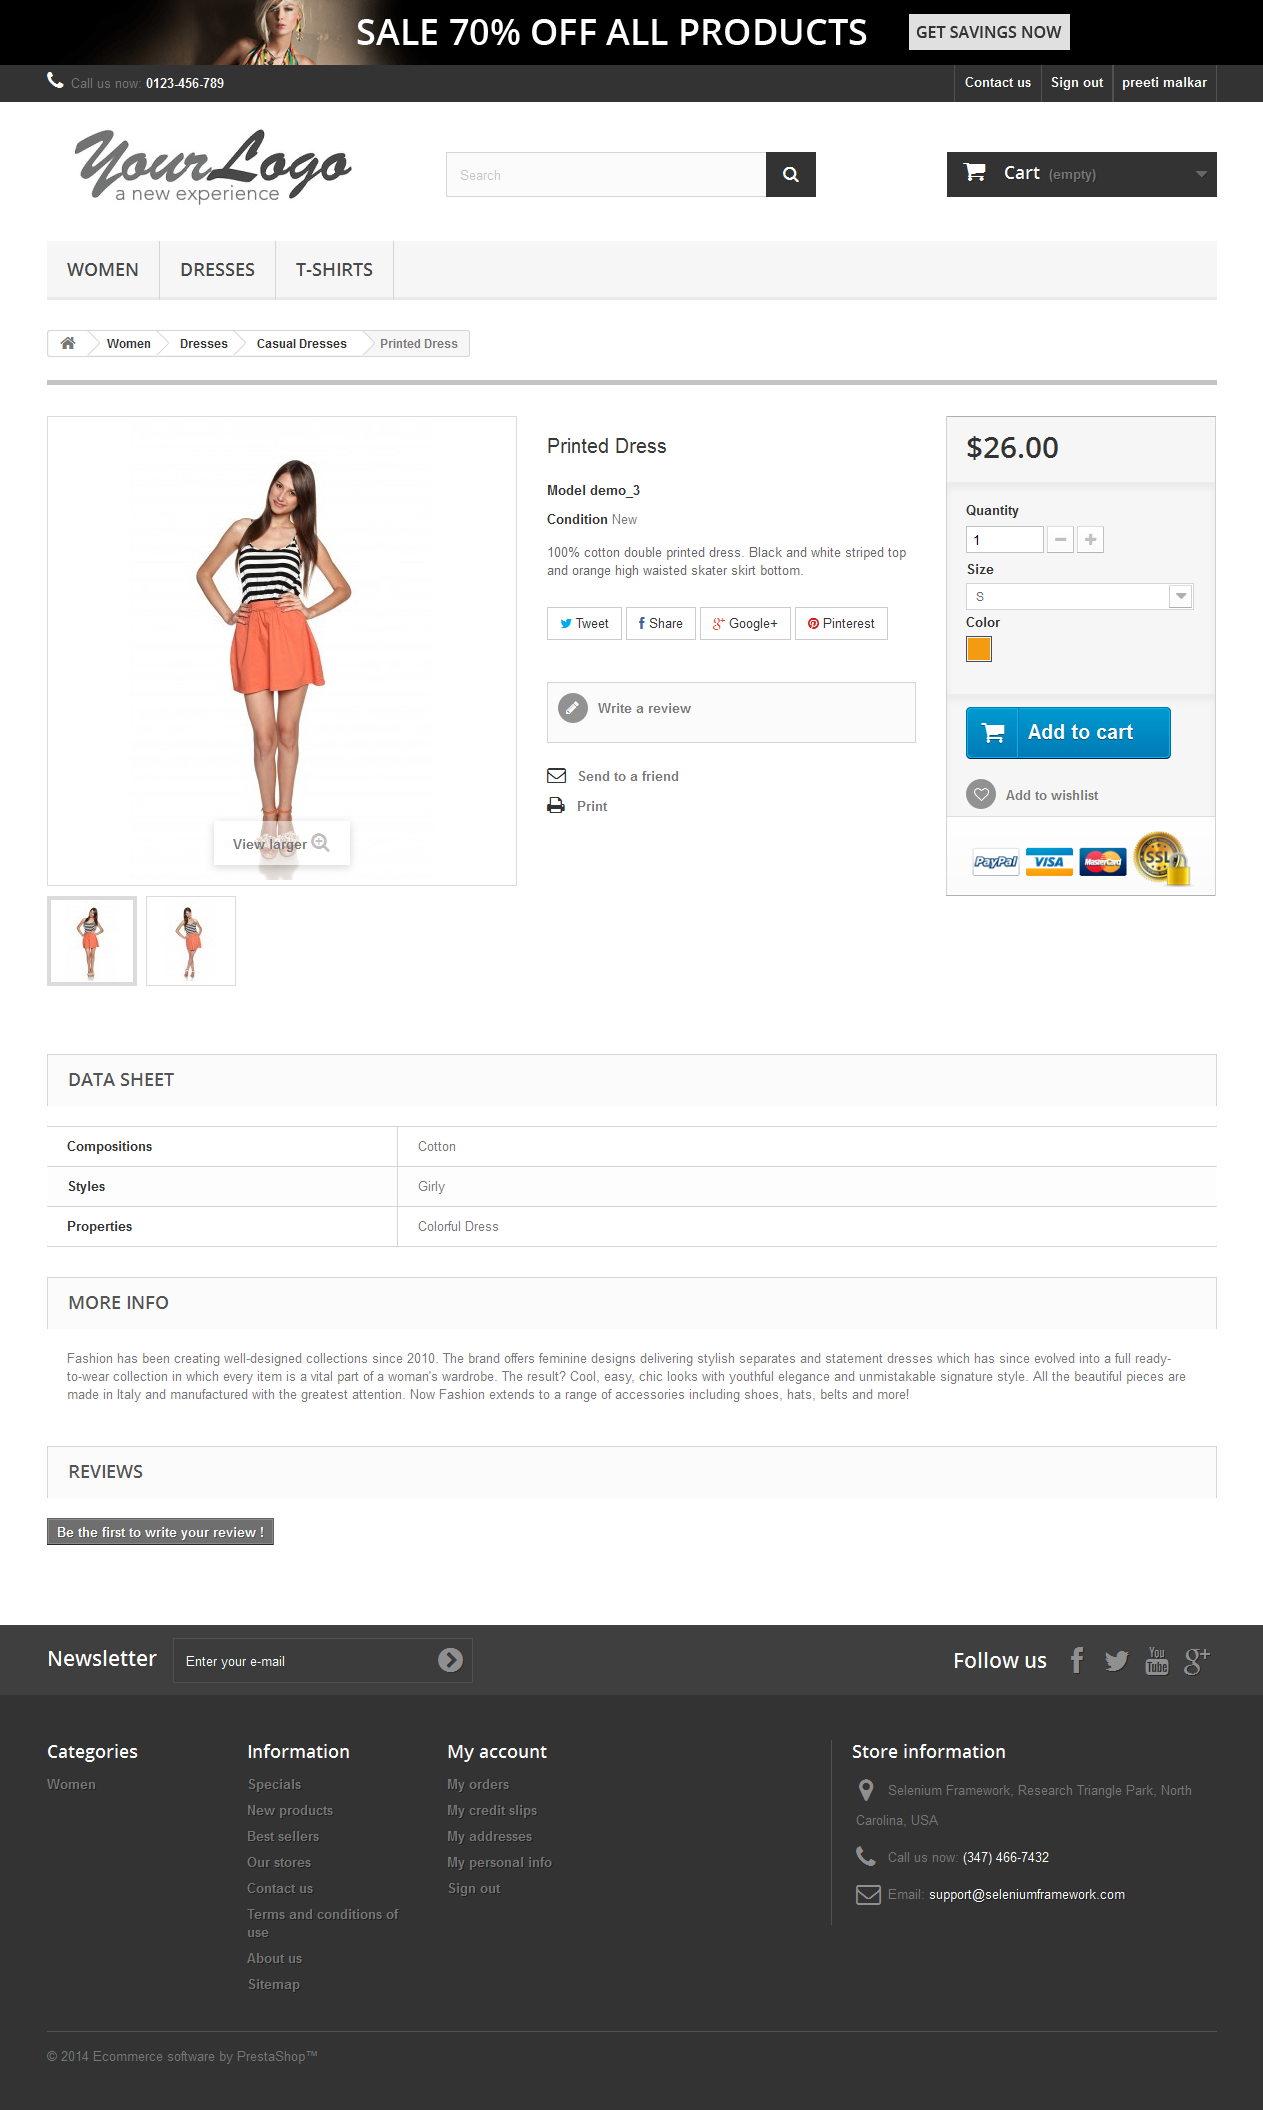 SALE 70% OFF ALL PRODUCTS GET SAVINGS NOW
Call us now: 0123-456-789
Contact us Sign out preeti malkar
YourLogo
a new experience
Search
Cart (empty)
WOMEN DRESSES T-SHIRTS
Women Dresses Casual Dresses Printed Dress
Printed Dress
Model demo_3
Condition New
100% cotton double printed dress. Black and white striped top
and orange high waisted skater skirt bottom.
Tweet Share Google+ Pinterest
Write a review
Send to a friend
Print
View larger
$26.00
Quantity
1
Size
S
Color
Add to cart
Add to wishlist
PayPal VISA MasterCard SSL
DATA SHEET
Compositions Cotton
Styles Girly
Properties Colorful Dress
MORE INFO
Fashion has been creating well-designed collections since 2010. The brand offers feminine designs delivering stylish separates and statement dresses which has since evolved into a full ready-
to-wear collection in which every item is a vital part of a woman's wardrobe. The result? Cool, easy, chic looks with youthful elegance and unmistakable signature style. All the beautiful pieces are
made in Italy and manufactured with the greatest attention. Now Fashion extends to a range of accessories including shoes, hats, belts and more!
REVIEWS
Be the first to write your review !
Newsletter Enter your e-mail
Follow us You Tube
Categories
Women
Information
Specials
New products
Best sellers
Our stores
Contact us
Terms and conditions of
use
About us
Sitemap
My account
My orders
My credit slips
My addresses
My personal info
Sign out
Store information
Selenium Framework, Research Triangle Park, North
Carolina, USA
Call us now: (347) 466-7432
Email: support@seleniumframework.com
© 2014 Ecommerce software by PrestaShop™